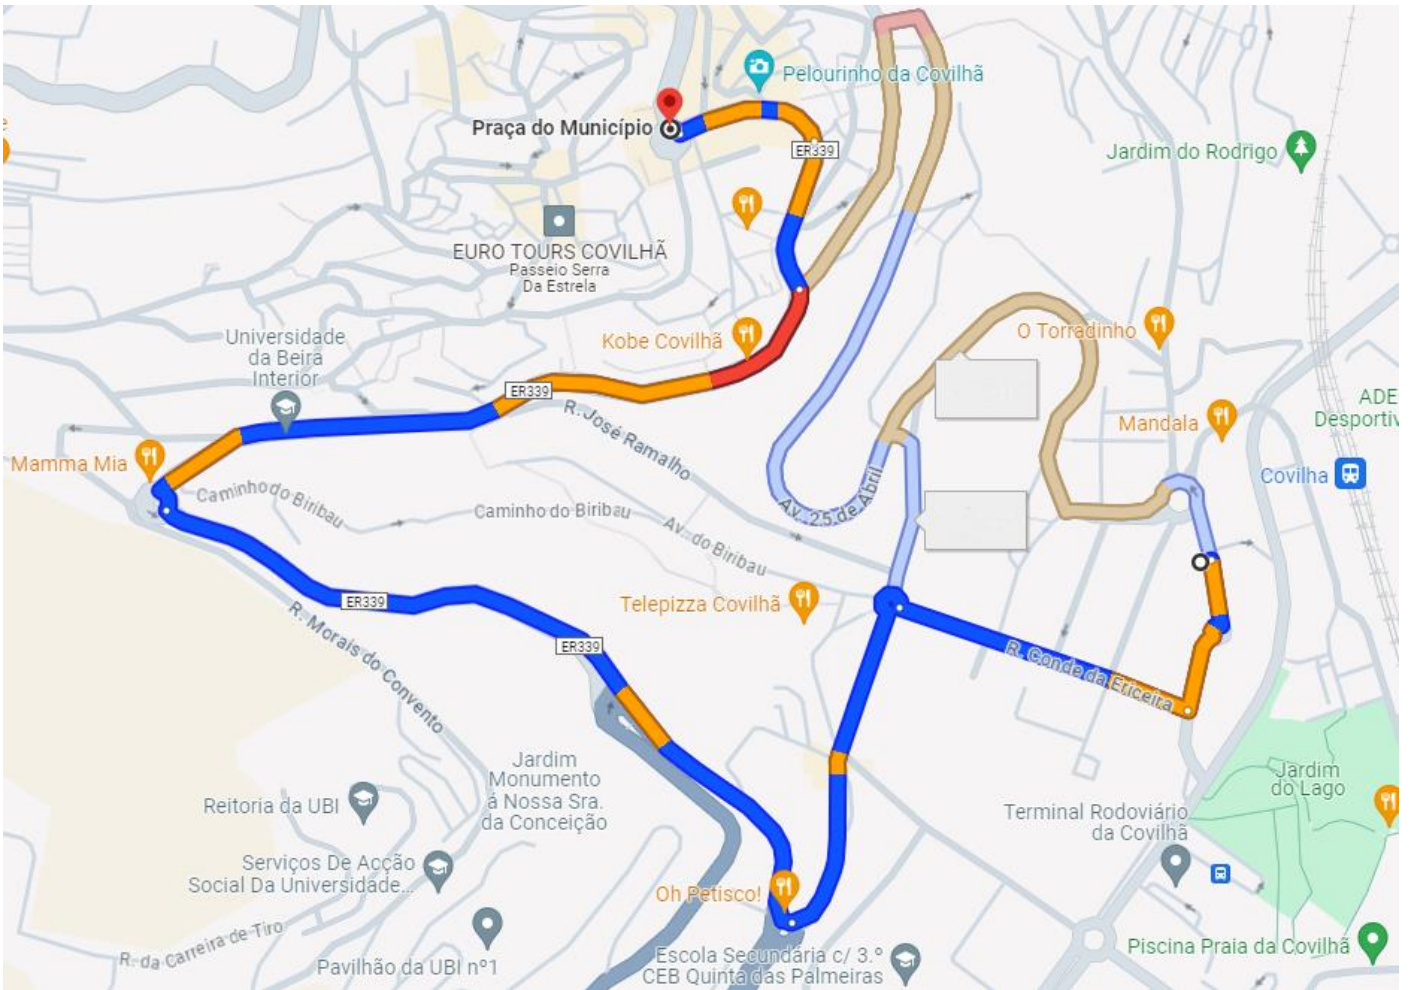 Pelourinho da Covilhã
Praça do Município
ER339
Jardim do Rodrigo
EURO TOURS COVILHÃ
Passeio Serra
Da Estrela
Universidade
da Beira
Interior
Kobe Covilhã
O Torradinho
ER339
R. José Ramalho
Mandala
ADE
Desportiv
Mamma Mia
Caminho do Biribau
Caminho do Biribau
Av. 25 de Abril
Covilha
Av. do Biribau
ER339
Telepizza Covilhã
R. Morais do Convento
ER339
R. Conde da Ericeira
Jardim
Monumento
á Nossa Sra.
da Conceição
Jardim
do Lago
Reitoria da UBI
Terminal Rodoviário
da Covilhã
Serviços De Acção
Social Da Universidade...
Oh Petisco!
R. da Carreira de Tiro
Pavilhão da UBI nº1
Escola Secundária c/ 3.º
CEB Quinta das Palmeiras
Piscina Praia da Covilhã